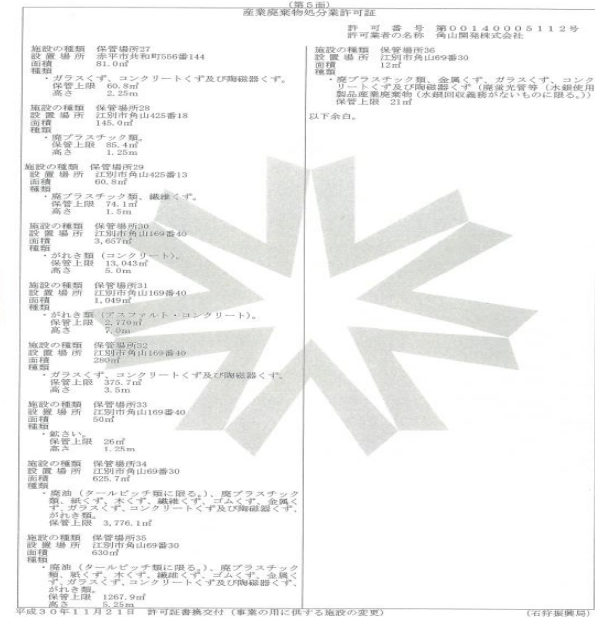 (第5面)
産業廃棄物処分業許可証
許可番号 第00140005112号
許可業者の名称 角山開発株式会社
施設の種類 保管場所27
設置場所 赤平市共和町556番144
面積 81.0㎡
種類
・ガラスくず、コンクリートくず及び陶磁器くず。
保管上限 60.8㎡
高さ 2.25m
施設の種類 保管場所28
設置場所 江別市角山425番18
面積 145.0㎡
種類
・廃プラスチック類。
保管上限 85.4㎡
高さ 1.25m
施設の種類 保管場所29
設置場所 江別市角山425番13
面積 60.8㎡
種類
・廃プラスチック類、繊維くず。
保管上限 74.1㎡
高さ 1.5m
施設の種類 保管場所30
設置場所 江別市角山169番40
面積 3,657㎡
種類
・がれき類(コンクリート)。
保管上限 13,043㎡
高さ 5.0m
施設の種類 保管場所31
設置場所 江別市角山169番40
面積 1,049㎡
種類
・がれき類(アスファルト・コンクリート)。
保管上限 2,770㎡
高さ 7.0m
施設の種類 保管場所32
設置場所 江別市角山169番40
面積 280㎡
種類
・ガラスくず、コンクリートくず及び陶磁器くず。
保管上限 375.7㎡
高さ 3.5m
施設の種類 保管場所33
設置場所 江別市角山169番40
面積 50㎡
種類
・鉱さい。
保管上限 26㎡
高さ 1.25m
施設の種類 保管場所34
設置場所 江別市角山69番30
面積 625.7㎡
種類
・廃油(タールピッチ類に限る。)、廃プラスチック
類、紙くず、木くず、繊維くず、ゴムくず、金属く
ず、ガラスくず、コンクリートくず及び陶磁器くず、
がれき類。
保管上限 3,776.1㎡
施設の種類 保管場所35
設置場所 江別市角山69番30
面積 630㎡
種類
・廃油(タールピッチ類に限る。)、廃プラスチック
類、紙くず、木くず、繊維くず、ゴムくず、金属く
ず、ガラスくず、コンクリートくず及び陶磁器くず、
がれき類。
保管上限 1267.9㎡
高さ 5.25m
施設の種類 保管場所36
設置場所 江別市角山69番30
面積 12㎡
種類
・廃プラスチック類、金属くず、ガラスくず、コンク
リートくず及び陶磁器くず(廃蛍光管等(水銀使用
製品産業廃棄物(水銀回収義務がないものに限る。))
保管上限 21㎡
以下余白。
平成30年11月21日 許可証書換交付(事業の用に供する施設の変更)
(石狩振興局)